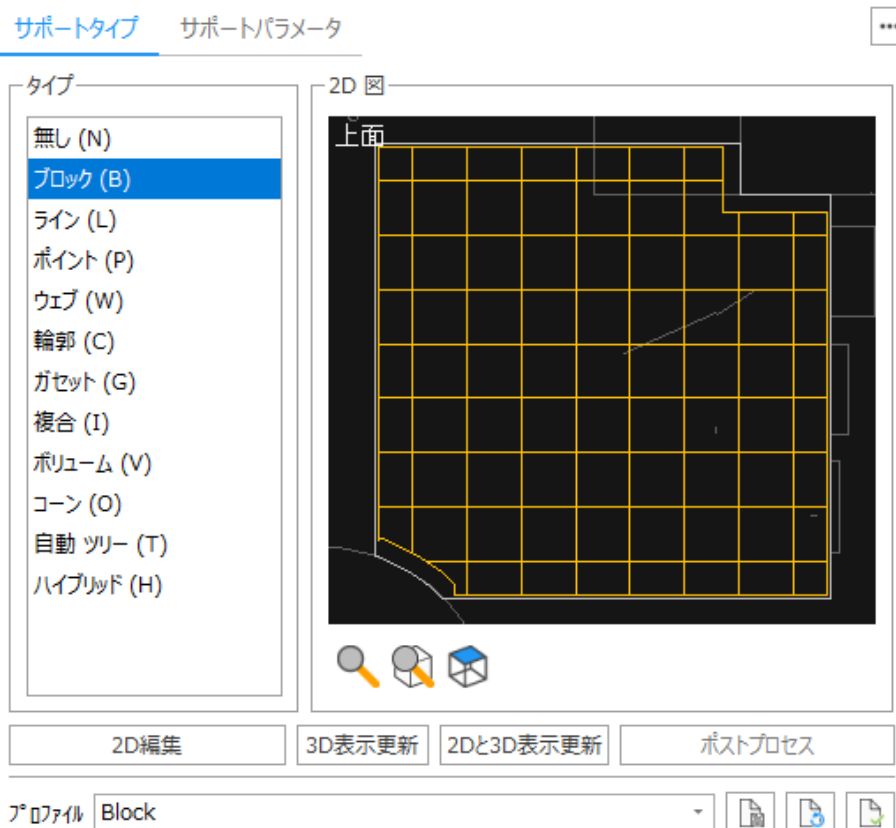 サポートタイプ サポートパラメータ
タイプ
2D 図
無し (N)
ブロック (B)
ライン (L)
ポイント (P)
ウェブ (W)
輪郭 (C)
ガセット (G)
複合 (I)
ボリューム (V)
コーン (O)
自動 ツリー (T)
ハイブリッド (H)
上面
2D編集 3D表示更新 2Dと3D表示更新 ポストプロセス
プロファイル Block